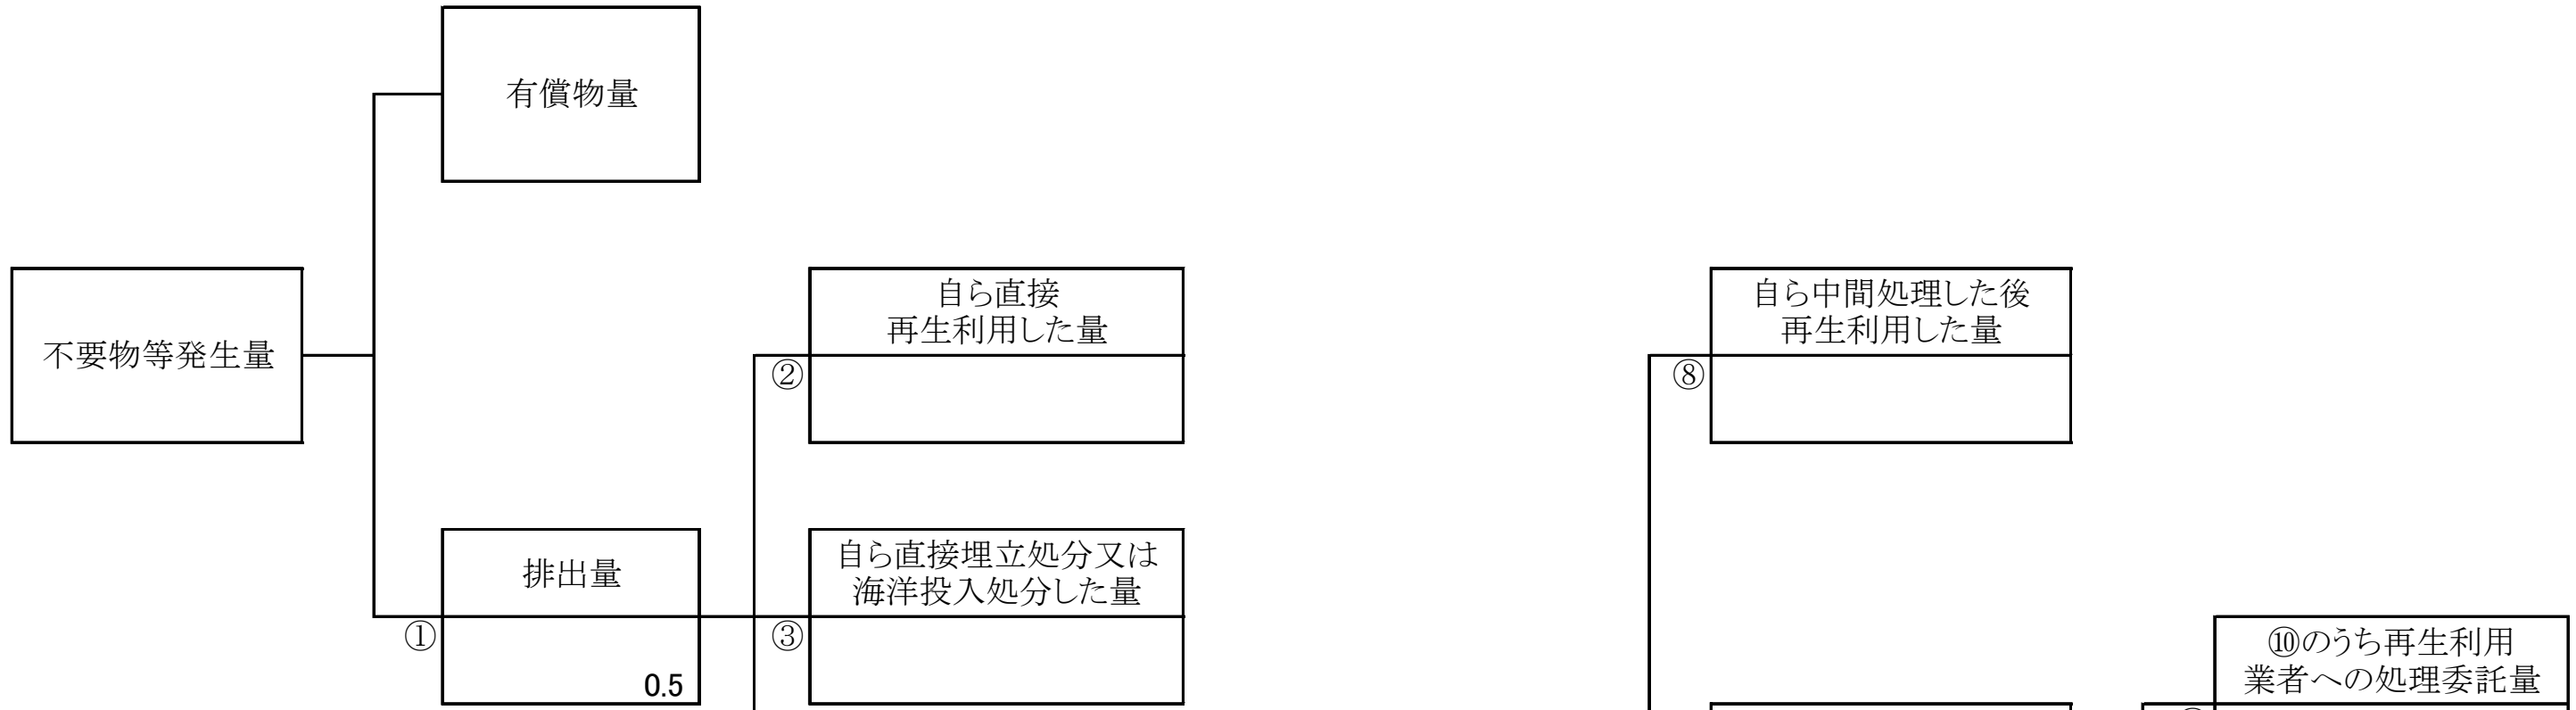 有償物量
不要物等発生量
自ら直接
再生利用した量
②
自ら中間処理した後
再生利用した量
⑧
排出量
①
0.5
自ら直接埋立処分又は
海洋投入処分した量
③
⑩のうち再生利用
業者への処理委託量